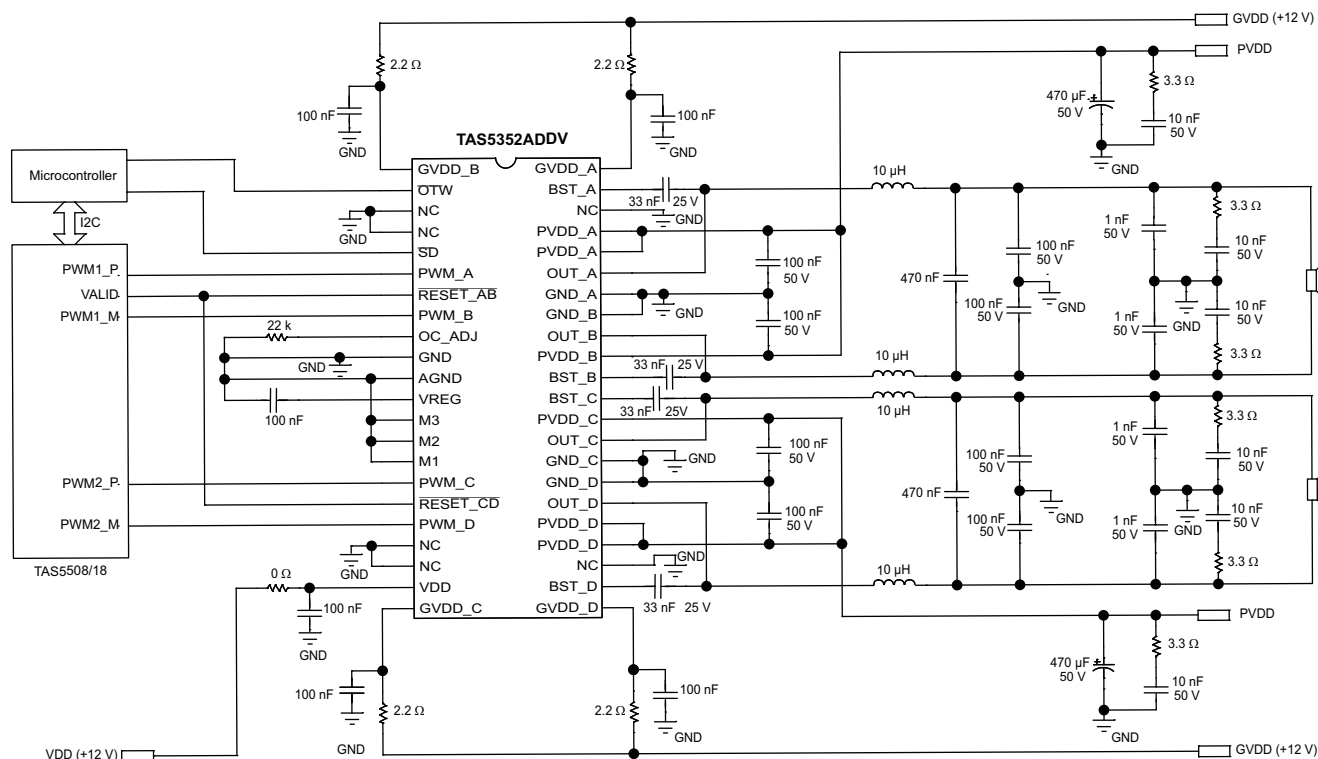 GVDD (+12 V)
PVDD
2.2 Ω
2.2 Ω
3.3 Ω
470 µF
50 V
10 nF
50 V
100 nF
GND
100 nF
GND
GND
TAS5352ADDV
Microcontroller
I2C
PWM1_P
VALID
PWM1_M
PWM2_P
PWM2_M
TAS5508/18
GVDD_B
OTW
NC
NC
SD
PWM_A
RESET_AB
PWM_B
OC_ADJ
GND
AGND
VREG
M3
M2
M1
PWM_C
RESET_CD
PWM_D
NC
NC
VDD
GVDD_C
GVDD_A
BST_A
NC
PVDD_A
PVDD_A
OUT_A
GND_A
GND_B
OUT_B
PVDD_B
BST_B
BST_C
PVDD_C
OUT_C
GND_C
GND_D
OUT_D
PVDD_D
PVDD_D
NC
BST_D
GVDD_D
GND
22 k
GND
100 nF
GND
0 Ω
100 nF
GND
33 nF 25 V
GND
100 nF
50 V
GND
100 nF
50 V
33 nF 25 V
33 nF 25V
100 nF
50 V
GND
100 nF
50 V
GND
33 nF 25 V
10 µH
10 µH
10 µH
10 µH
470 nF
100 nF
50 V
GND
100 nF
50 V
1 nF
50 V
1 nF
50 V
GND
3.3 Ω
10 nF
50 V
10 nF
50 V
3.3 Ω
470 nF
100 nF
50 V
GND
100 nF
50 V
1 nF
50 V
1 nF
50 V
GND
3.3 Ω
10 nF
50 V
10 nF
50 V
3.3 Ω
PVDD
3.3 Ω
470 µF
50 V
10 nF
50 V
GND
100 nF
2.2 Ω
GND
100 nF
2.2 Ω
GND
VDD (+12 V)
GVDD (+12 V)